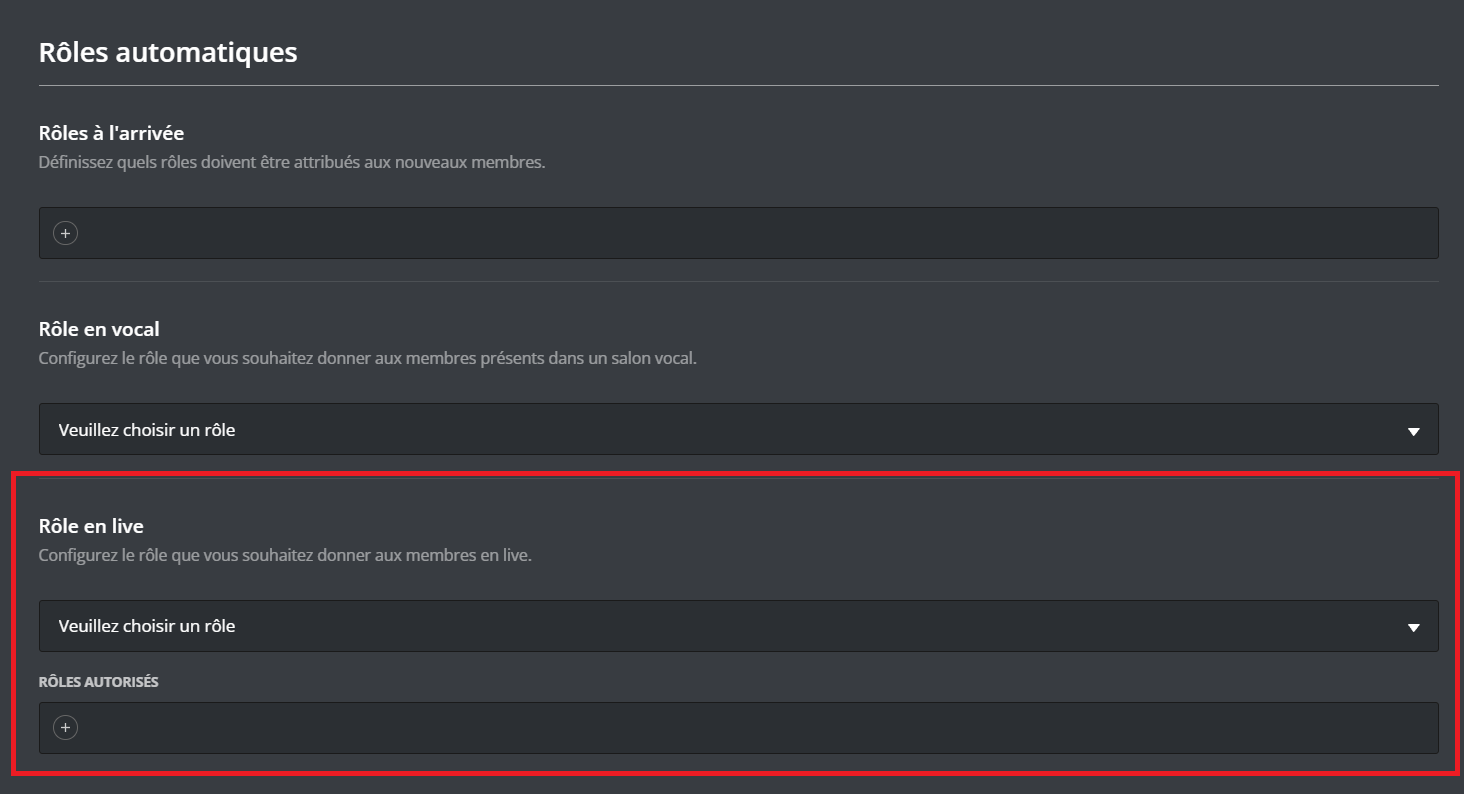 Rôles automatiques
Rôles à l'arrivée
Définissez quels rôles doivent être attribués aux nouveaux membres.
Rôle en vocal
Configurez le rôle que vous souhaitez donner aux membres présents dans un salon vocal.
Veuillez choisir un rôle
Rôle en live
Configurez le rôle que vous souhaitez donner aux membres en live.
Veuillez choisir un rôle
RÔLES AUTORISÉS